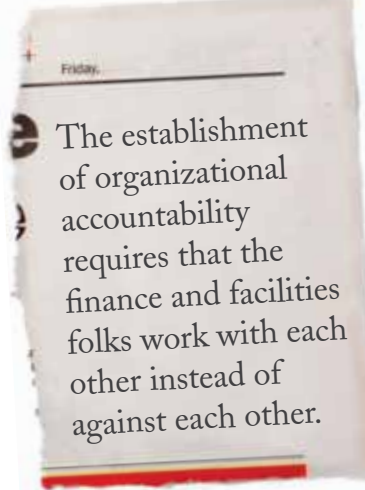 Friday,
The establishment
of organizational
accountability
requires that the
finance and facilities
folks work with each
other instead of
against each other.